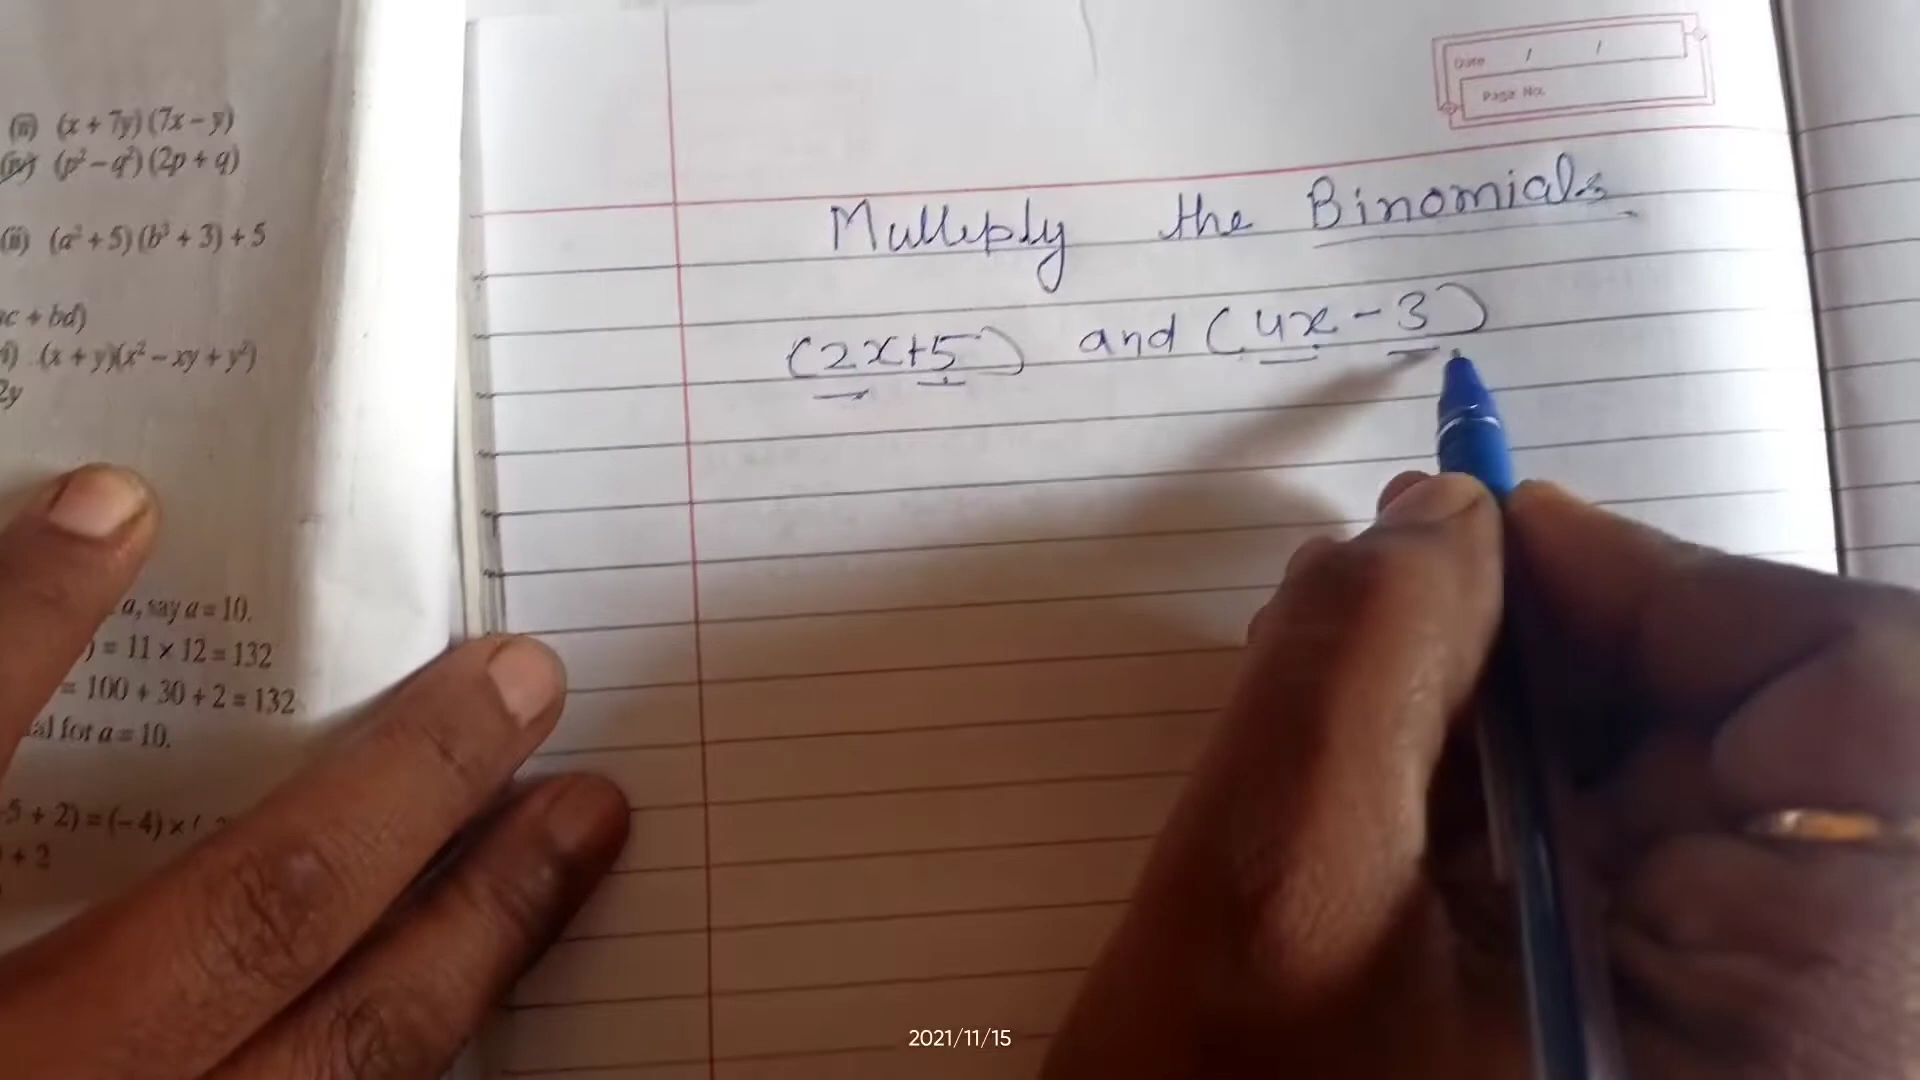 (iii) (x + 7y) (7x – y)
(iv) (p² – q²) (2p + q)
(ii) (a² + 5) (b³ + 3) + 5
c + bd)
(x + y)(x² – xy + y²)
2y
a, say a = 10.
) = 11 × 12 = 132
= 100 + 30 + 2 = 132
for a = 10.
5 + 2) = (– 4) × (
+ 2
Date / /
Page No.
Multiply the Binomials
(2x+5) and (4x - 3)
2021/11/15